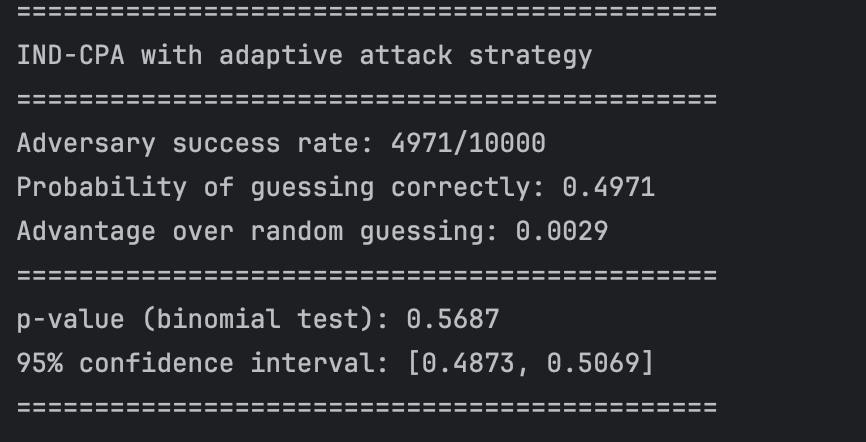 =============================================
IND-CPA with adaptive attack strategy
=============================================
Adversary success rate: 4971/10000
Probability of guessing correctly: 0.4971
Advantage over random guessing: 0.0029
=============================================
p-value (binomial test): 0.5687
95% confidence interval: [0.4873, 0.5069]
=============================================